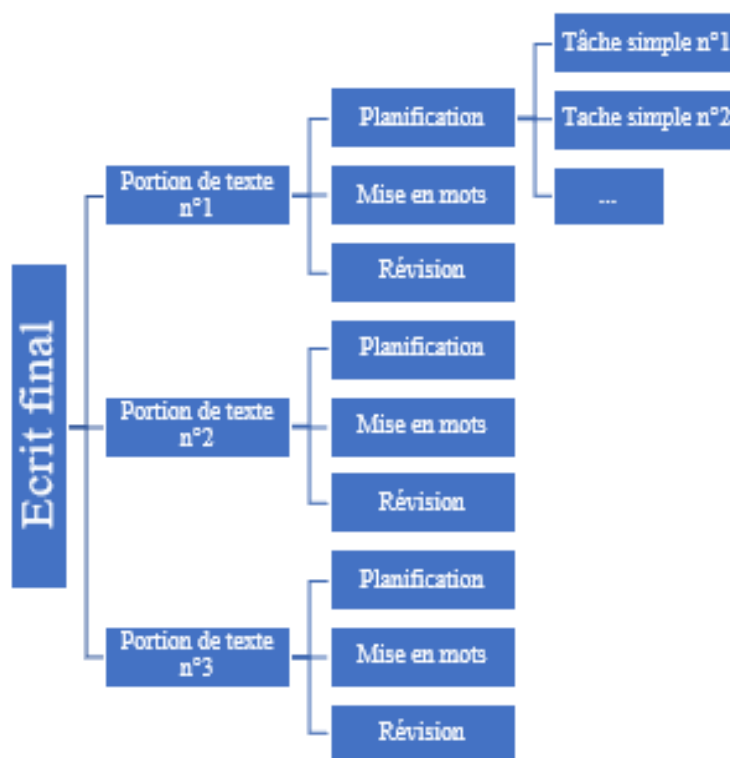 Ecrit final
Portion de texte
n°1
Planification
Tâche simple n°1
Tache simple n°2
...
Mise en mots
Révision
Portion de texte
n°2
Planification
Mise en mots
Révision
Portion de texte
n°3
Planification
Mise en mots
Révision